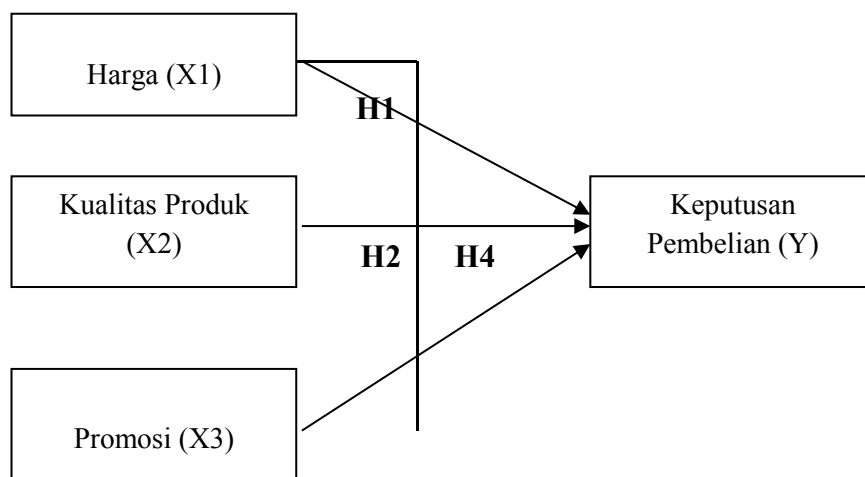 Harga (X1)
H1
Kualitas Produk
(X2)
Keputusan
Pembelian (Y)
H2
H4
Promosi (X3)